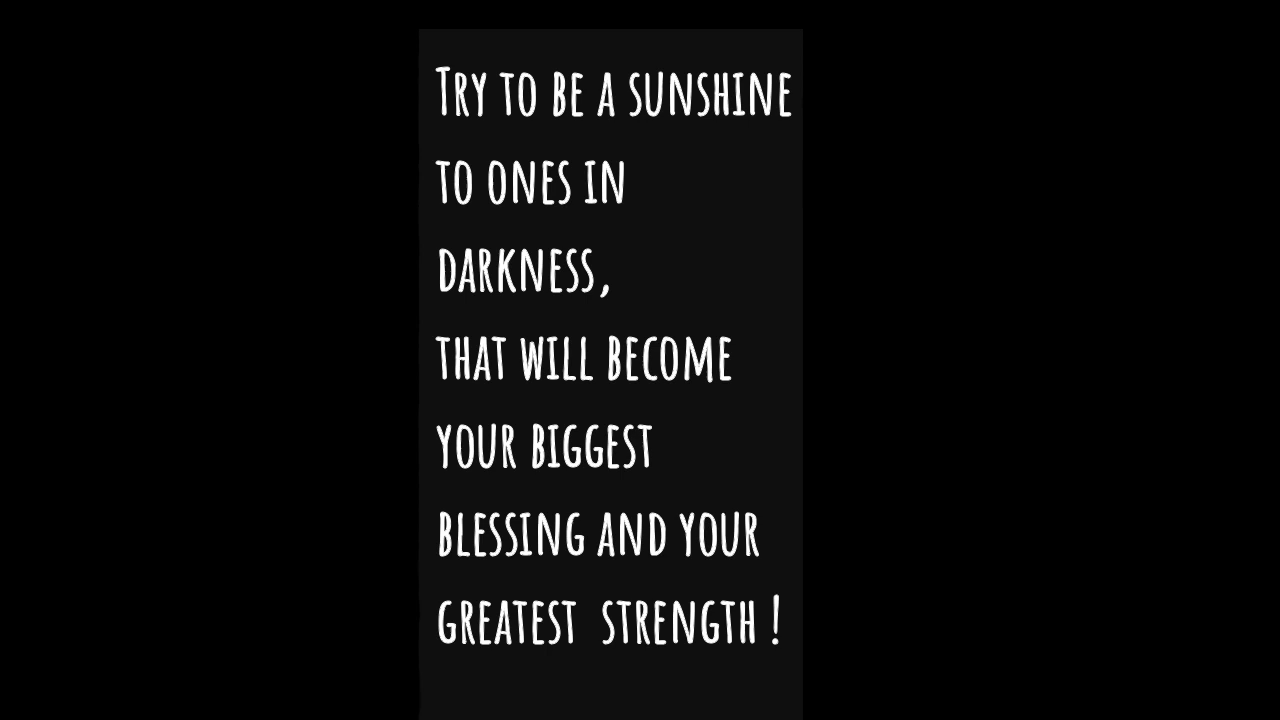 Try to be a sunshine
to ones in
darkness,
that will become
your biggest
blessing and your
greatest  strength !